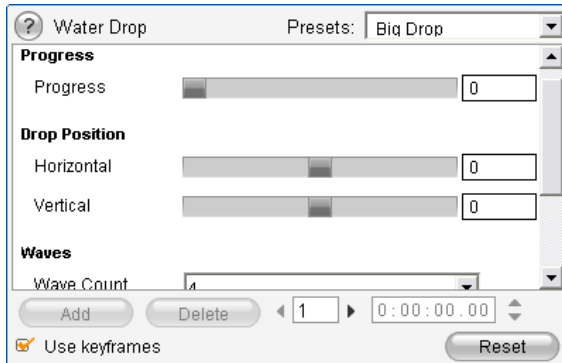 ? Water Drop Presets: Big Drop
Progress
Progress 0
Drop Position
Horizontal 0
Vertical 0
Waves
Wave Count 4
Add Delete 1 0:00:00.00
Use keyframes Reset